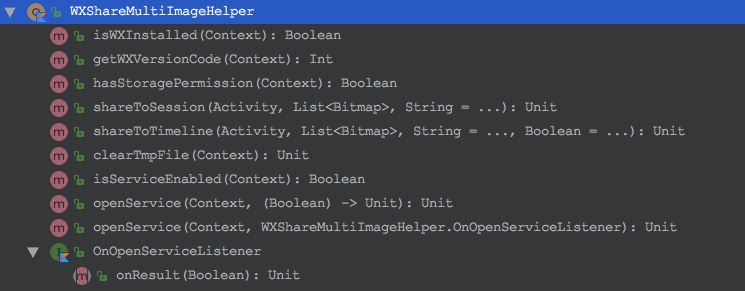 WXShareMultiImageHelper
m isWXInstalled(Context): Boolean
m getWXVersionCode(Context): Int
m hasStoragePermission(Context): Boolean
m shareToSession(Activity, List<Bitmap>, String = ...): Unit
m shareToTimeline(Activity, List<Bitmap>, String = ..., Boolean = ...): Unit
m clearTmpFile(Context): Unit
m isServiceEnabled(Context): Boolean
m openService(Context, (Boolean) -> Unit): Unit
m openService(Context, WXShareMultiImageHelper.OnOpenServiceListener): Unit
I OnOpenServiceListener
m onResult(Boolean): Unit